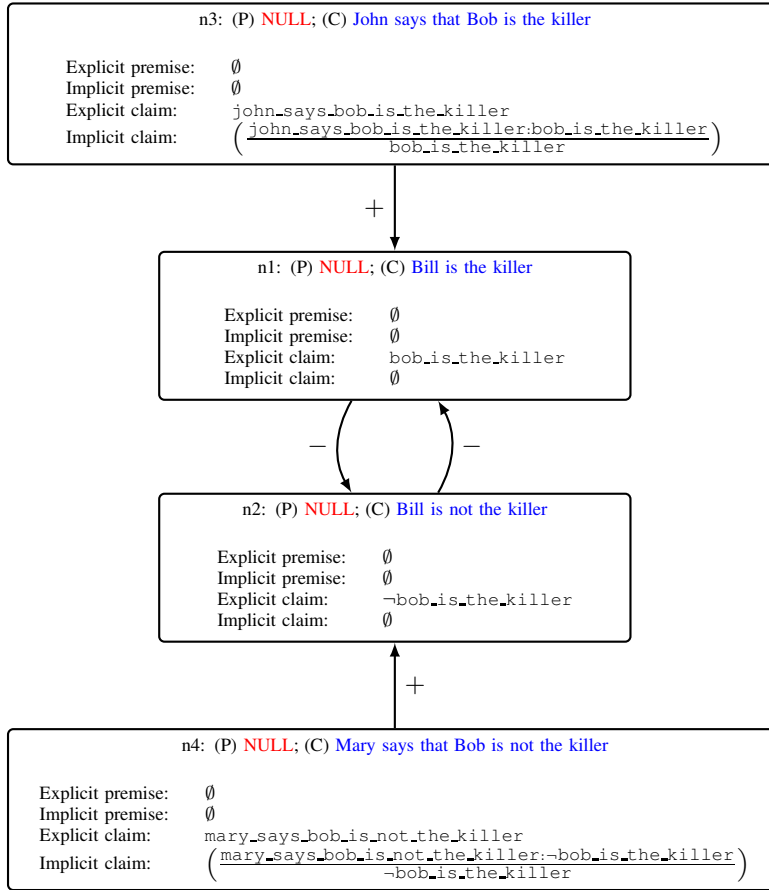 n3: (P) NULL; (C) John says that Bob is the killer
Explicit premise: ∅
Implicit premise: ∅
Explicit claim: john_says_bob_is_the_killer
Implicit claim: (john_says_bob_is_the_killer:bob_is_the_killer
bob_is_the_killer)
+
n1: (P) NULL; (C) Bill is the killer
Explicit premise: ∅
Implicit premise: ∅
Explicit claim: bob_is_the_killer
Implicit claim: ∅
− −
n2: (P) NULL; (C) Bill is not the killer
Explicit premise: ∅
Implicit premise: ∅
Explicit claim: ¬bob_is_the_killer
Implicit claim: ∅
+
n4: (P) NULL; (C) Mary says that Bob is not the killer
Explicit premise: ∅
Implicit premise: ∅
Explicit claim: mary_says_bob_is_not_the_killer
Implicit claim: (mary_says_bob_is_not_the_killer:¬bob_is_the_killer
¬bob_is_the_killer)